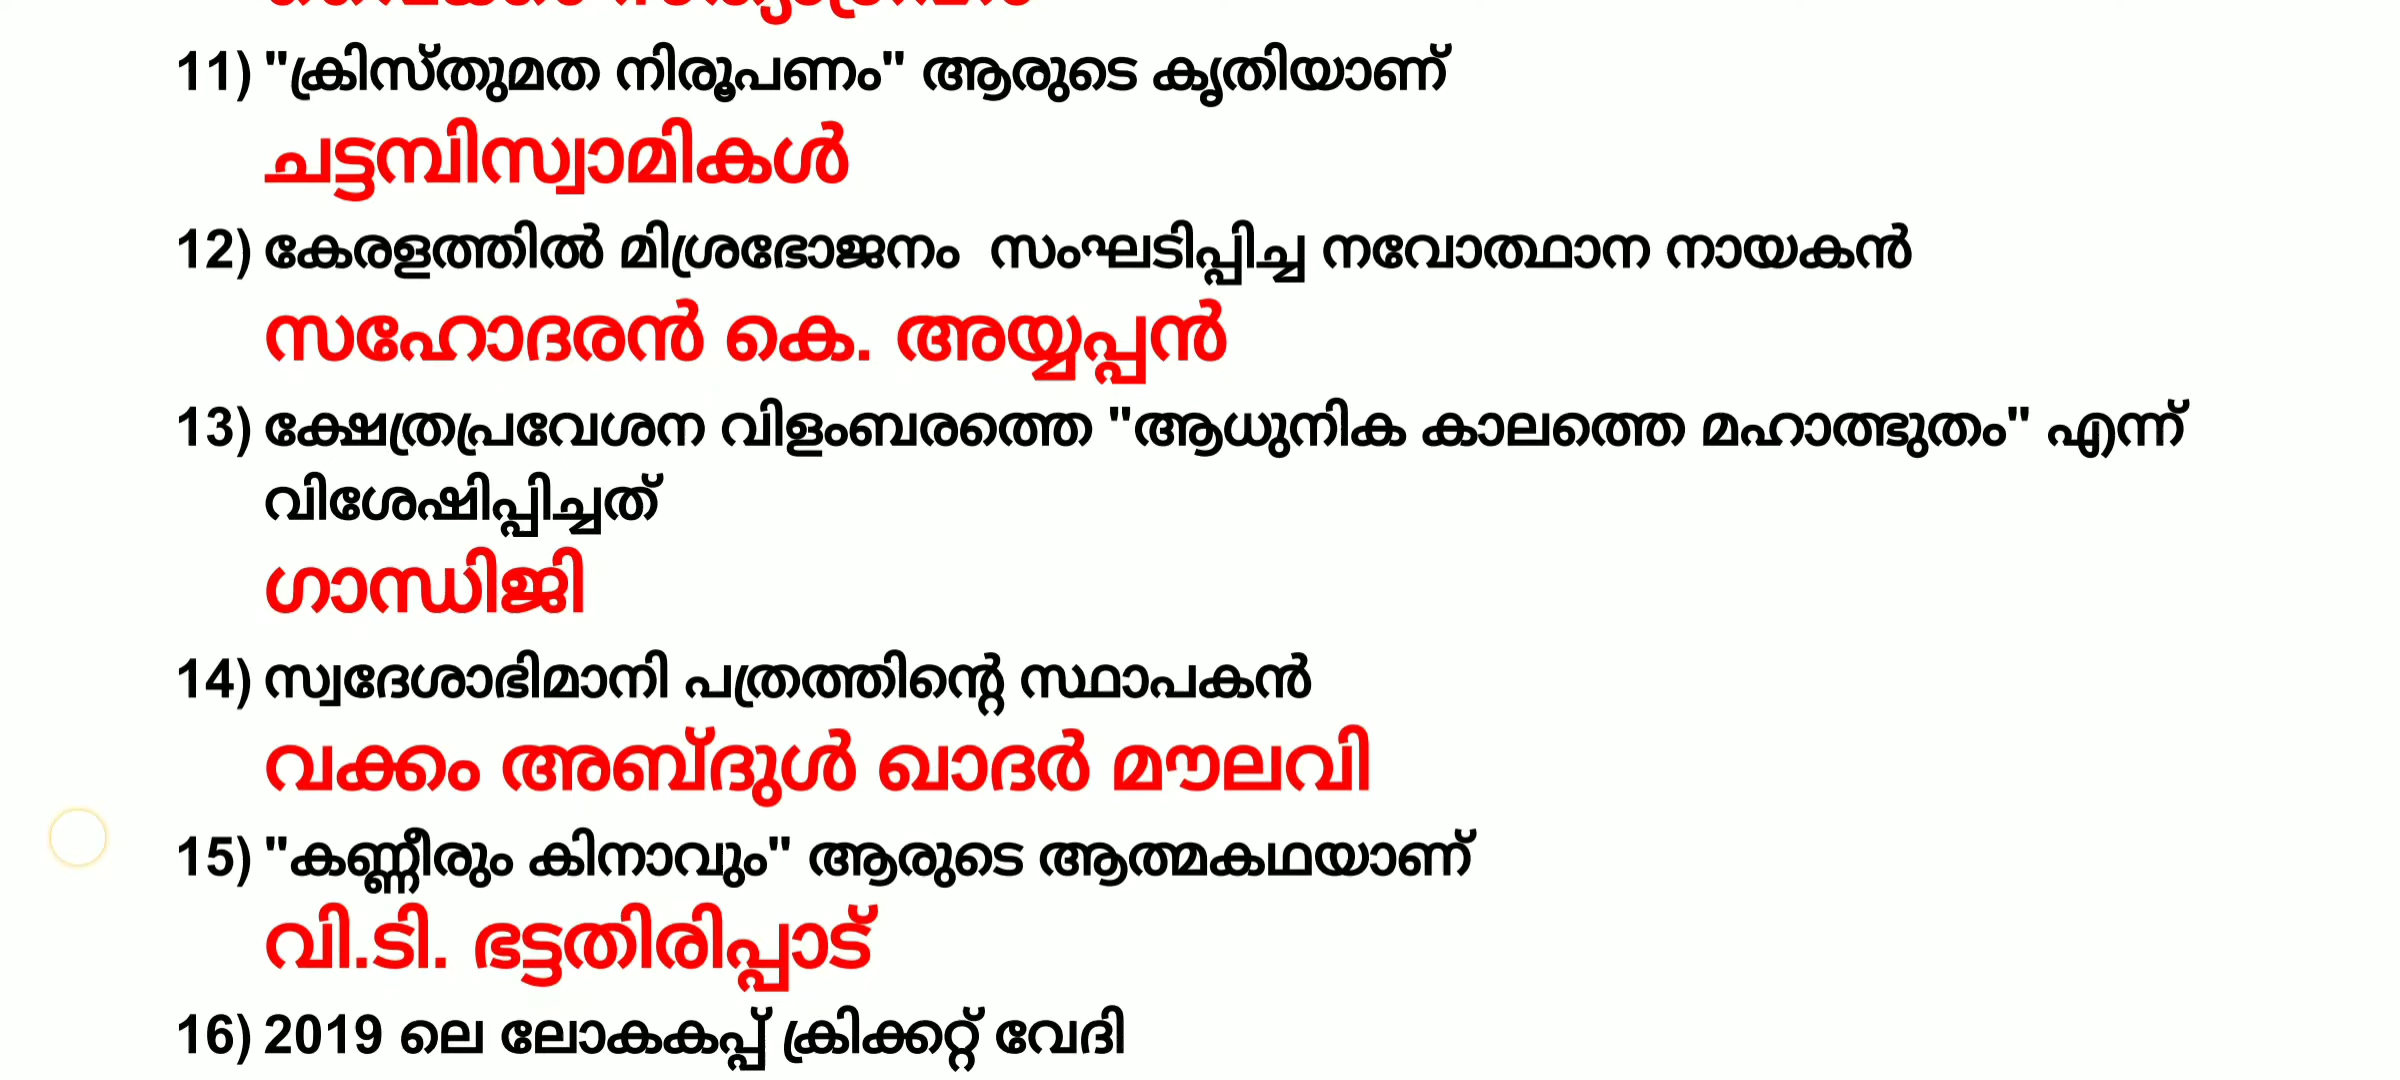 11) "ക്രിസ്തുമത നിരൂപണം" ആരുടെ കൃതിയാണ്
ചട്ടമ്പിസ്വാമികൾ
12) കേരളത്തിൽ മിശ്രഭോജനം സംഘടിപ്പിച്ച നവോത്ഥാന നായകൻ
സഹോദരൻ കെ. അയ്യപ്പൻ
13) ക്ഷേത്രപ്രവേശന വിളംബരത്തെ "ആധുനിക കാലത്തെ മഹാത്ഭുതം" എന്ന്
വിശേഷിപ്പിച്ചത്
ഗാന്ധിജി
14) സ്വദേശാഭിമാനി പത്രത്തിന്റെ സ്ഥാപകൻ
വക്കം അബ്ദുൾ ഖാദർ മൗലവി
15) "കണ്ണീരും കിനാവും" ആരുടെ ആത്മകഥയാണ്
വി.ടി. ഭട്ടതിരിപ്പാട്
16) 2019 ലെ ലോകകപ്പ് ക്രിക്കറ്റ് വേദി